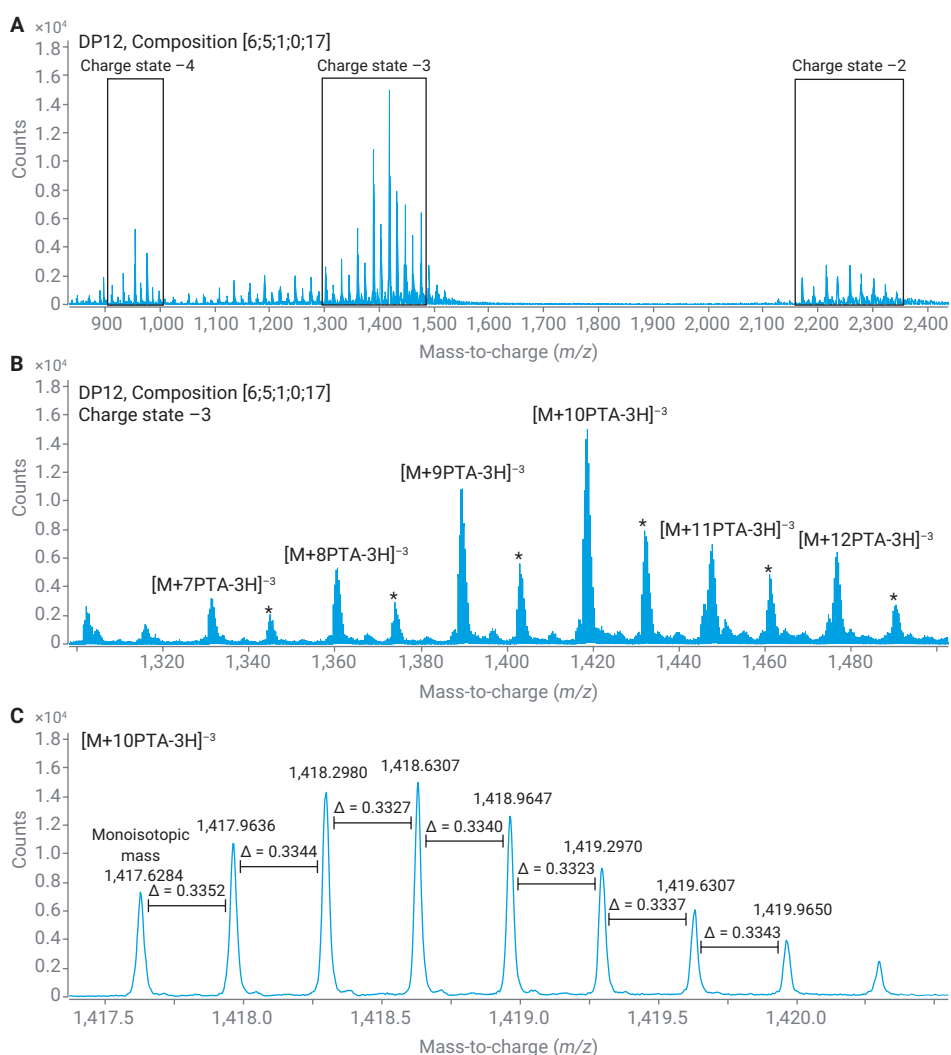 A
×10⁴
DP12, Composition [6;5;1;0;17]
Charge state −4
Charge state −3
Charge state −2
1.8
1.6
1.4
1.2
1.0
0.8
0.6
0.4
0.2
0
Counts
900 1,000 1,100 1,200 1,300 1,400 1,500 1,600 1,700 1,800 1,900 2,000 2,100 2,200 2,300 2,400
Mass-to-charge (m/z)
B
×10⁴
DP12, Composition [6;5;1;0;17]
Charge state −3
1.8
1.6
1.4
1.2
1.0
0.8
0.6
0.4
0.2
0
Counts
[M+7PTA-3H]⁻³
*
[M+8PTA-3H]⁻³
*
[M+9PTA-3H]⁻³
*
[M+10PTA-3H]⁻³
*
[M+11PTA-3H]⁻³
*
[M+12PTA-3H]⁻³
*
1,320 1,340 1,360 1,380 1,400 1,420 1,440 1,460 1,480
Mass-to-charge (m/z)
C
×10⁴
[M+10PTA-3H]⁻³
1.8
1.6
1.4
1.2
1.0
0.8
0.6
0.4
0.2
0
Counts
Monoisotopic
mass
1,417.6284
Δ = 0.3352
1,417.9636
Δ = 0.3344
1,418.2980
Δ = 0.3327
1,418.6307
Δ = 0.3340
1,418.9647
Δ = 0.3323
1,419.2970
Δ = 0.3337
1,419.6307
Δ = 0.3343
1,419.9650
1,417.5 1,418.0 1,418.5 1,419.0 1,419.5 1,420.0
Mass-to-charge (m/z)